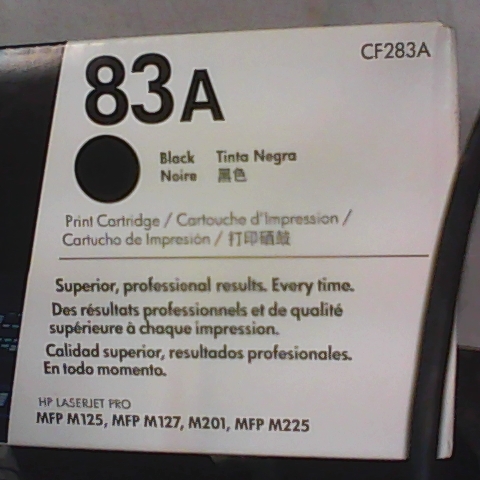 CF283A
83A
Black Tinta Negra
Noire 黑色
Print Cartridge / Cartouche d'Impression /
Cartucho de Impresión / 打印硒鼓
Superior, professional results. Every time.
Des résultats professionnels et de qualité
supérieure à chaque impression.
Calidad superior, resultados profesionales.
En todo momento.
HP LASERJET PRO
MFP M125, MFP M127, M201, MFP M225